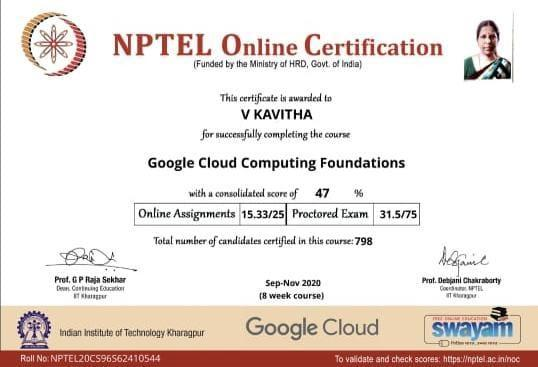 NPTEL Online Certification
(Funded by the Ministry of HRD, Govt. of India)
This certificate is awarded to
V KAVITHA
for successfully completing the course
Google Cloud Computing Foundations
with a consolidated score of 47 %
Online Assignments 15.33/25 Proctored Exam 31.5/75
Total number of candidates certified in this course: 798
Prof. G P Raja Sekhar
Dean, Continuing Education
IIT Kharagpur
Sep-Nov 2020
(8 week course)
Prof. Debjani Chakraborty
Coordinator, NPTEL
IIT Kharagpur
Indian Institute of Technology Kharagpur
Google Cloud
FREE ONLINE EDUCATION
swayam
Roll No: NPTEL20CS96S62410544
To validate and check scores: https://nptel.ac.in/noc